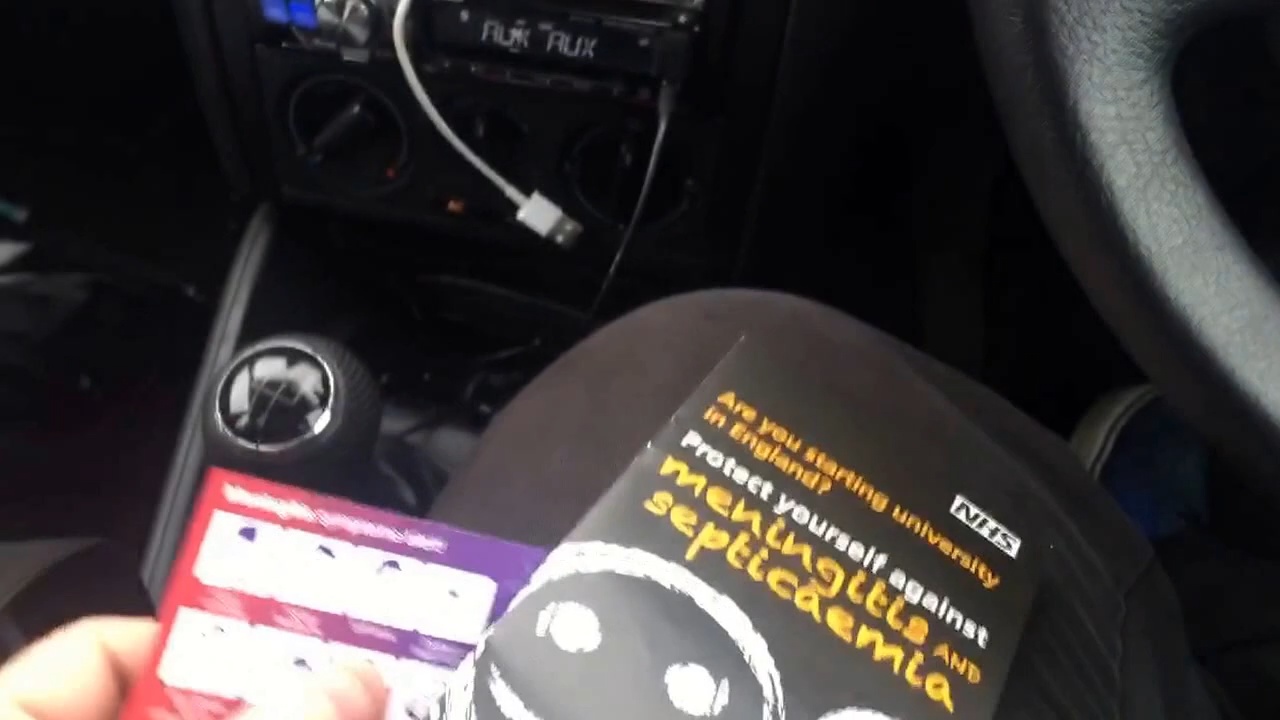 AUX AUX
Are you starting university
in England?
NHS
Protect yourself against
meningitis AND
septicaemia